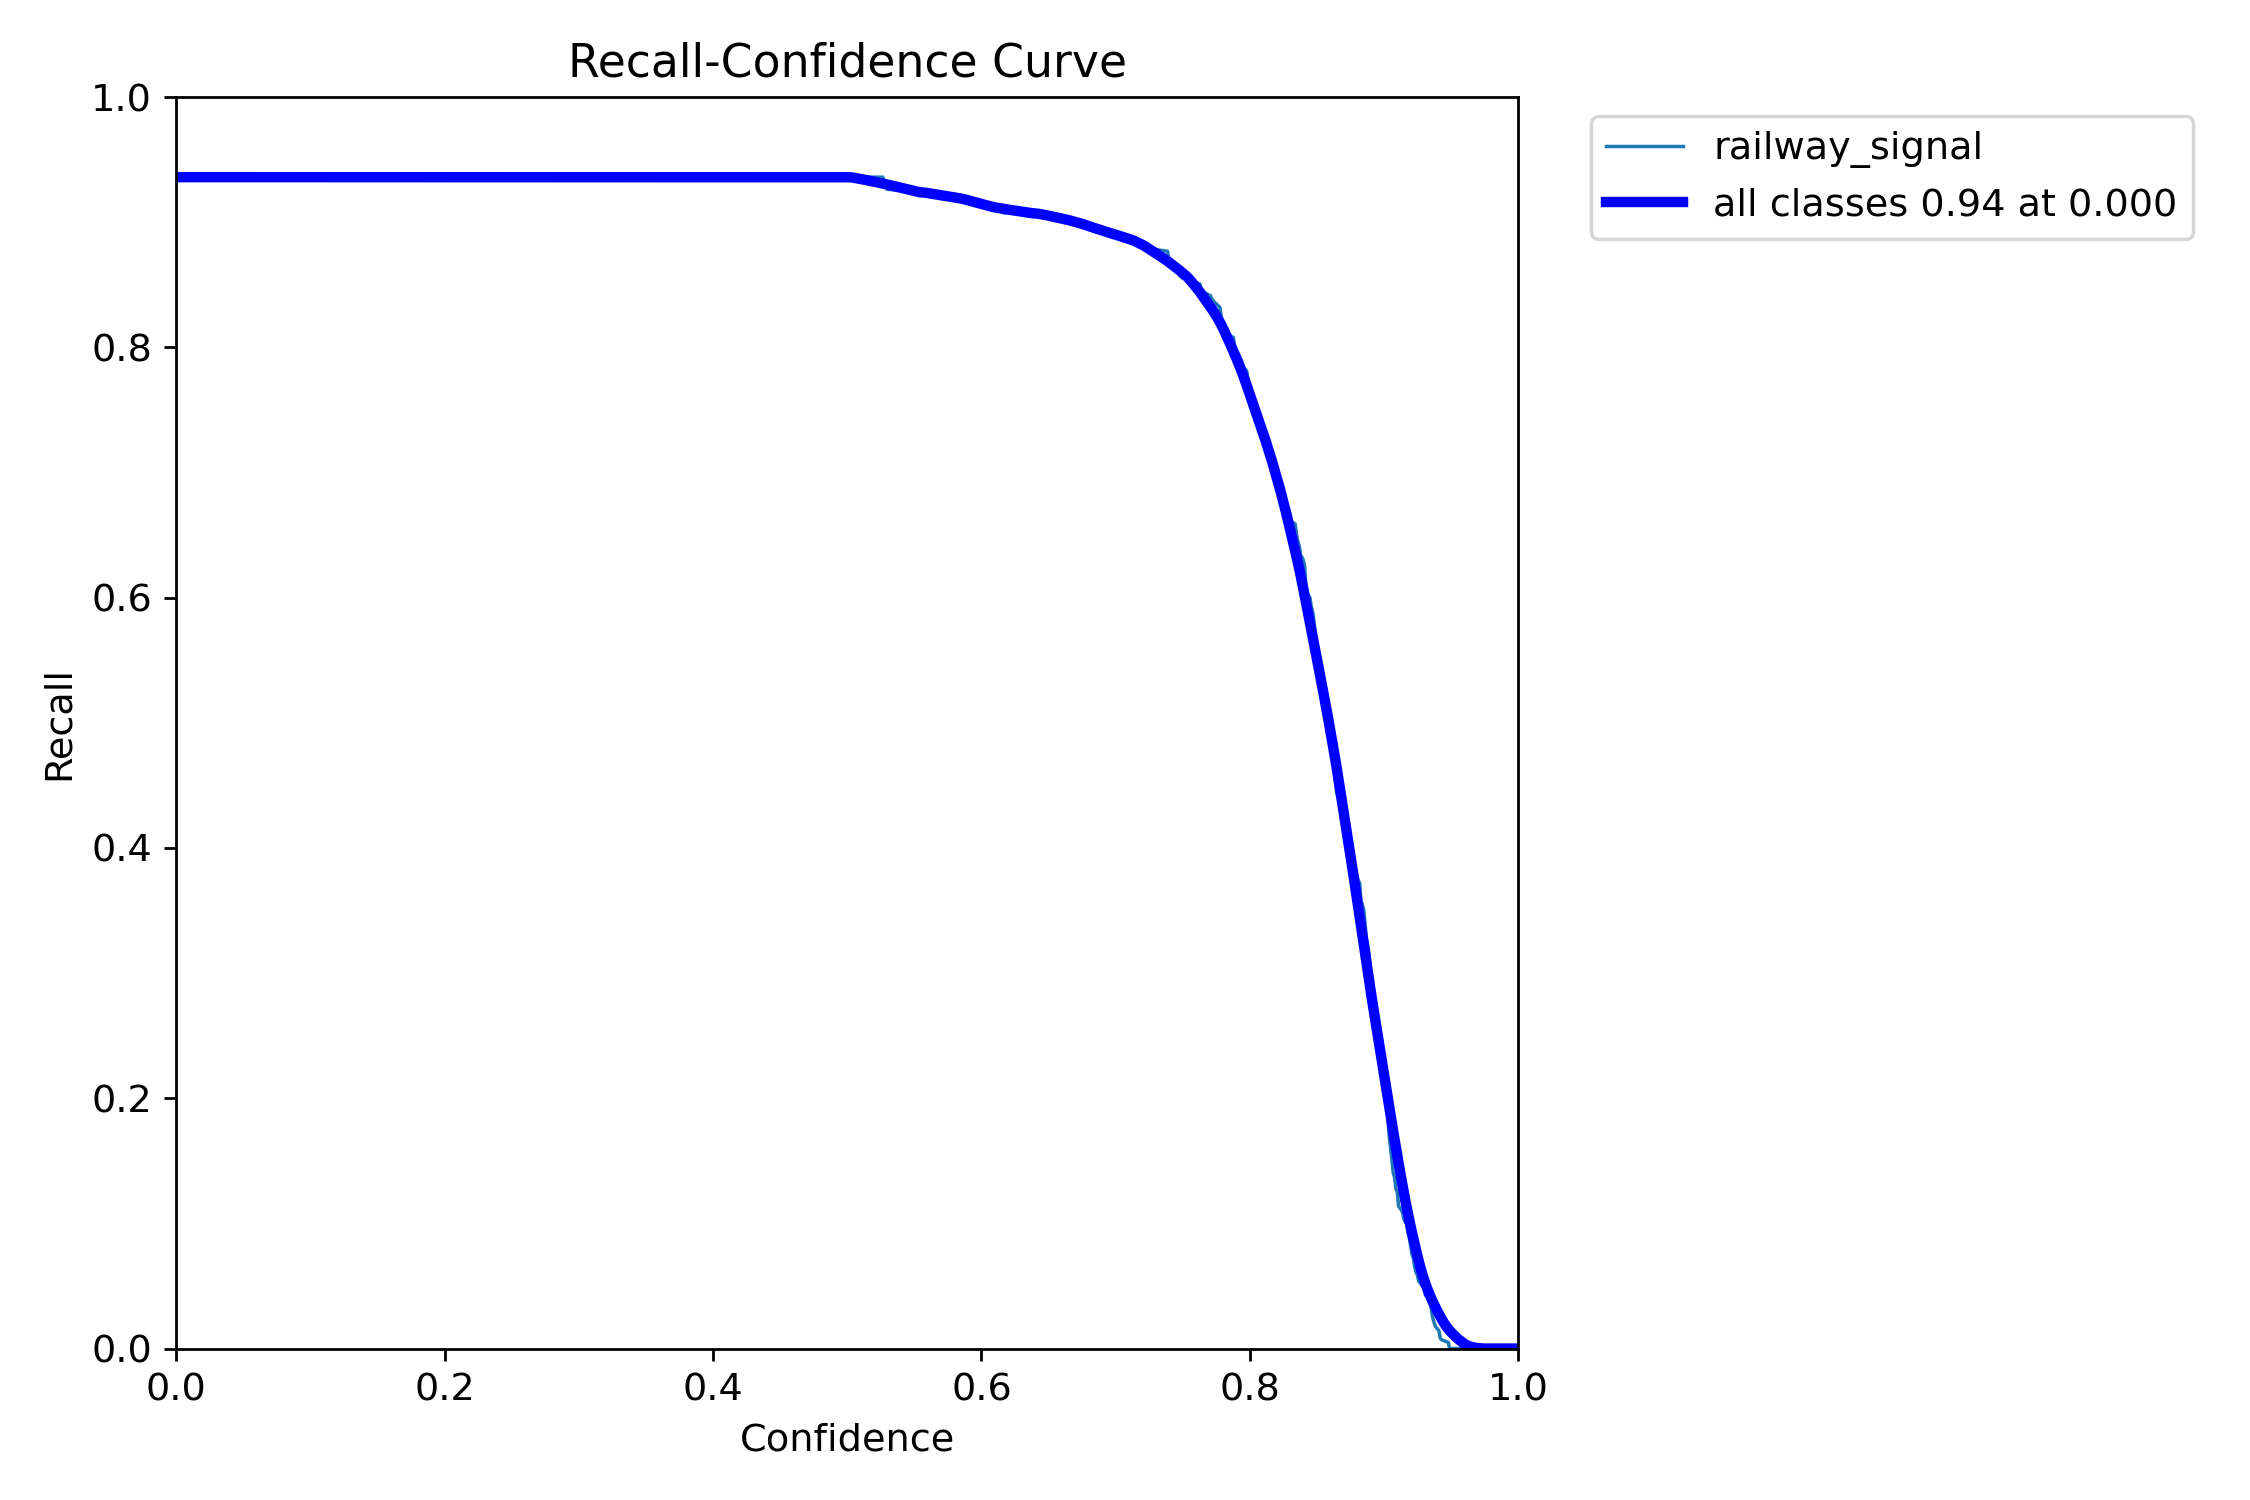 Recall-Confidence Curve
1.0
0.8
0.6
0.4
0.2
0.0
Recall
0.0 0.2 0.4 0.6 0.8 1.0
Confidence
railway_signal
all classes 0.94 at 0.000